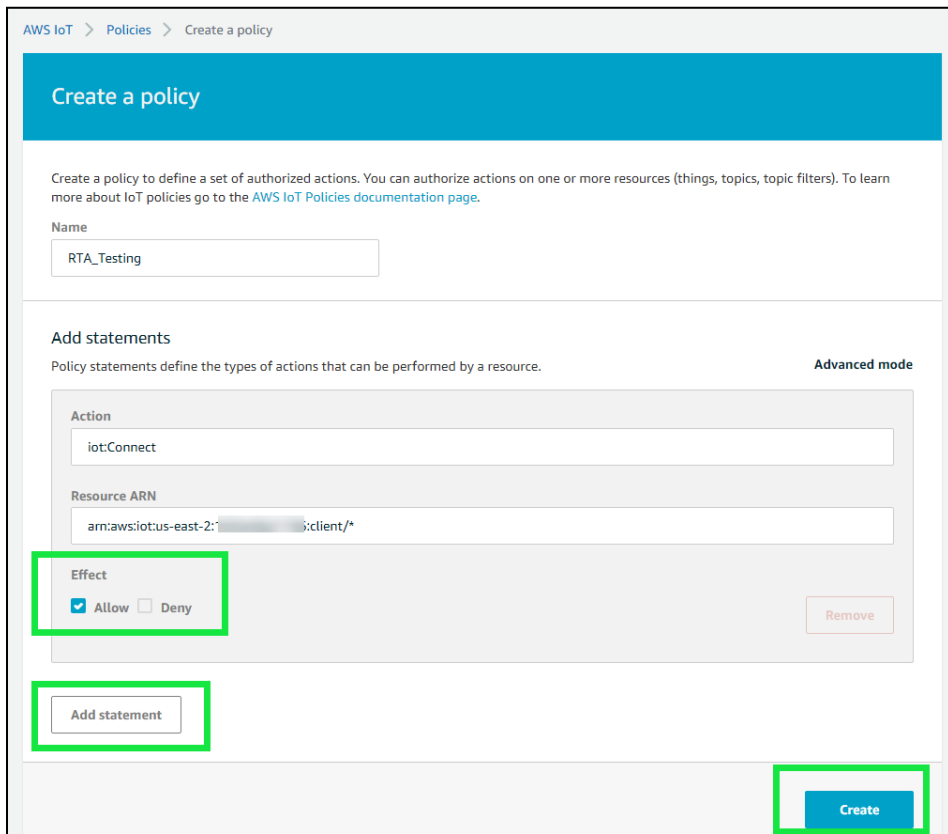 AWS IoT > Policies > Create a policy
Create a policy
Create a policy to define a set of authorized actions. You can authorize actions on one or more resources (things, topics, topic filters). To learn
more about IoT policies go to the AWS IoT Policies documentation page.
Name
RTA_Testing
Add statements
Policy statements define the types of actions that can be performed by a resource.
Advanced mode
Action
iot:Connect
Resource ARN
arn:aws:iot:us-east-2: :client/*
Effect
Allow Deny
Remove
Add statement
Create